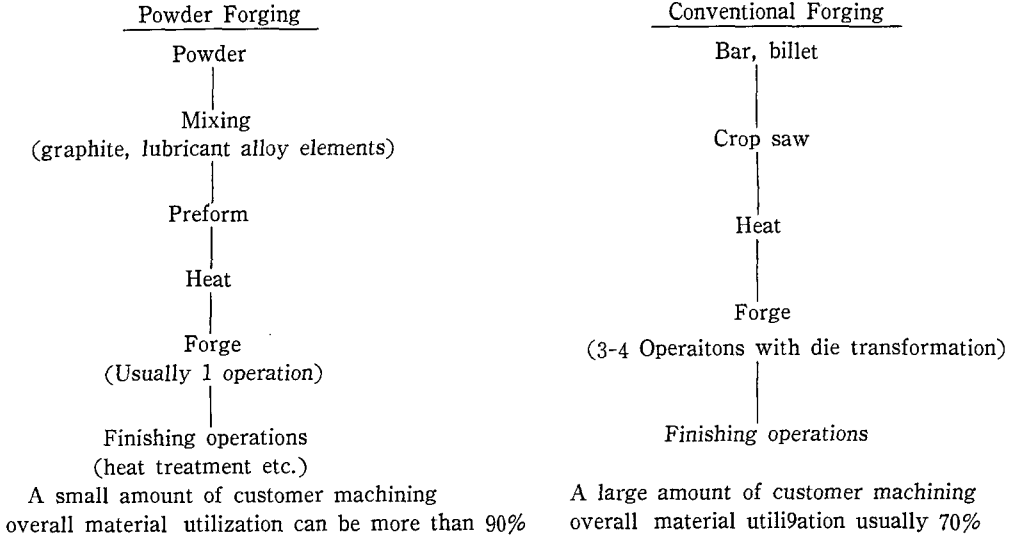 Powder Forging
Powder
Mixing
(graphite, lubricant alloy elements)
Preform
Heat
Forge
(Usually 1 operation)
Finishing operations
(heat treatment etc.)
A small amount of customer machining
overall material utilization can be more than 90%
Conventional Forging
Bar, billet
Crop saw
Heat
Forge
(3-4 Operaitons with die transformation)
Finishing operations
A large amount of customer machining
overall material utili9ation usually 70%